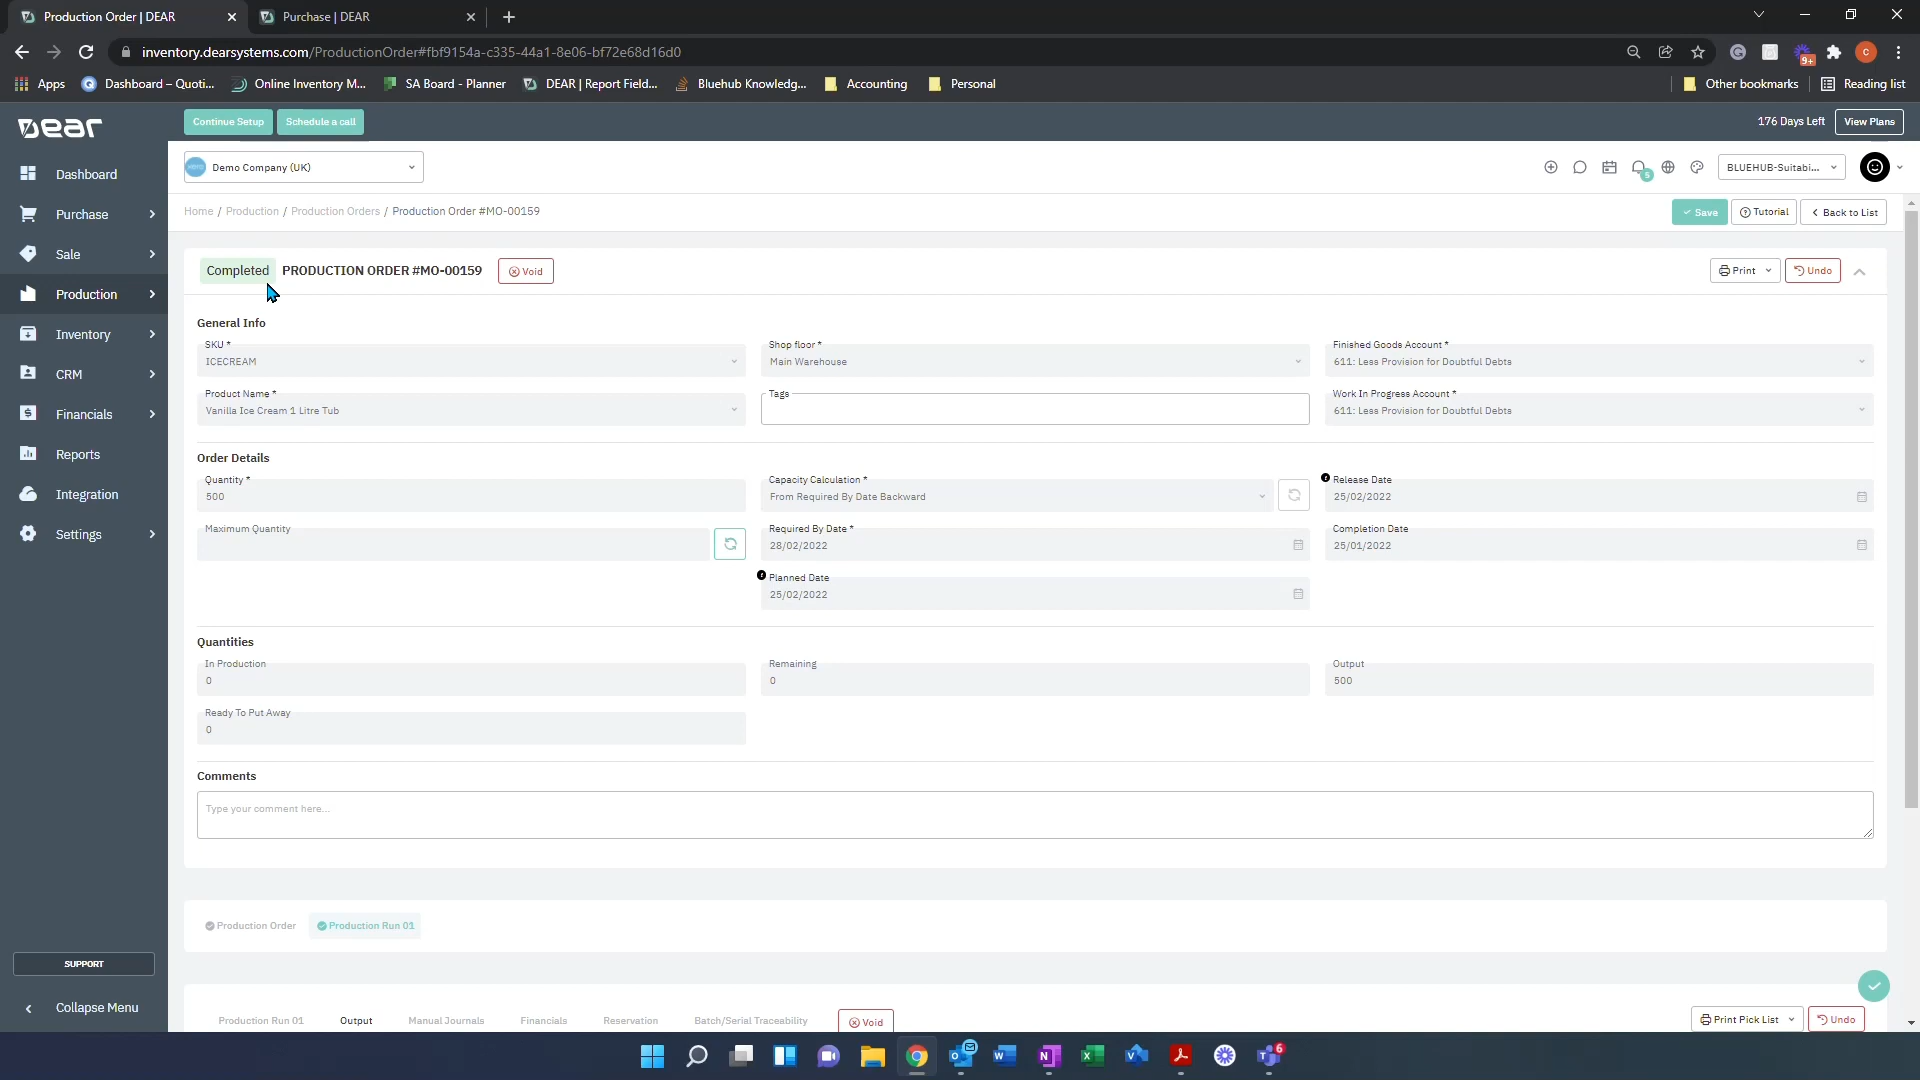 Production Order | DEAR
Purchase | DEAR
inventory.dearsystems.com/ProductionOrder#fbf9154a-c335-44a1-8e06-bf72e68d16d0
9+
C
Apps
Dashboard – Quoti...
Online Inventory M...
SA Board - Planner
DEAR | Report Field...
Bluehub Knowledg...
Accounting
Personal
Other bookmarks
Reading list
Dear
Continue Setup
Schedule a call
176 Days Left
View Plans
Dashboard
Purchase
Sale
Production
Inventory
CRM
Financials
Reports
Integration
Settings
SUPPORT
Collapse Menu
xero
Demo Company (UK)
5
BLUEHUB-Suitabi...
Home / Production / Production Orders / Production Order #MO-00159
Save
Tutorial
Back to List
Completed PRODUCTION ORDER #MO-00159
Void
Print
Undo
General Info
SKU *
ICECREAM
Shop floor *
Main Warehouse
Finished Goods Account *
611: Less Provision for Doubtful Debts
Product Name *
Vanilla Ice Cream 1 Litre Tub
Tags
Work In Progress Account *
611: Less Provision for Doubtful Debts
Order Details
Quantity *
500
Capacity Calculation *
From Required By Date Backward
Release Date
25/02/2022
Maximum Quantity
Required By Date *
28/02/2022
Completion Date
25/01/2022
Planned Date
25/02/2022
Quantities
In Production
0
Remaining
0
Output
500
Ready To Put Away
0
Comments
Type your comment here...
Production Order
Production Run 01
Production Run 01
Output
Manual Journals
Financials
Reservation
Batch/Serial Traceability
Void
Print Pick List
Undo
6